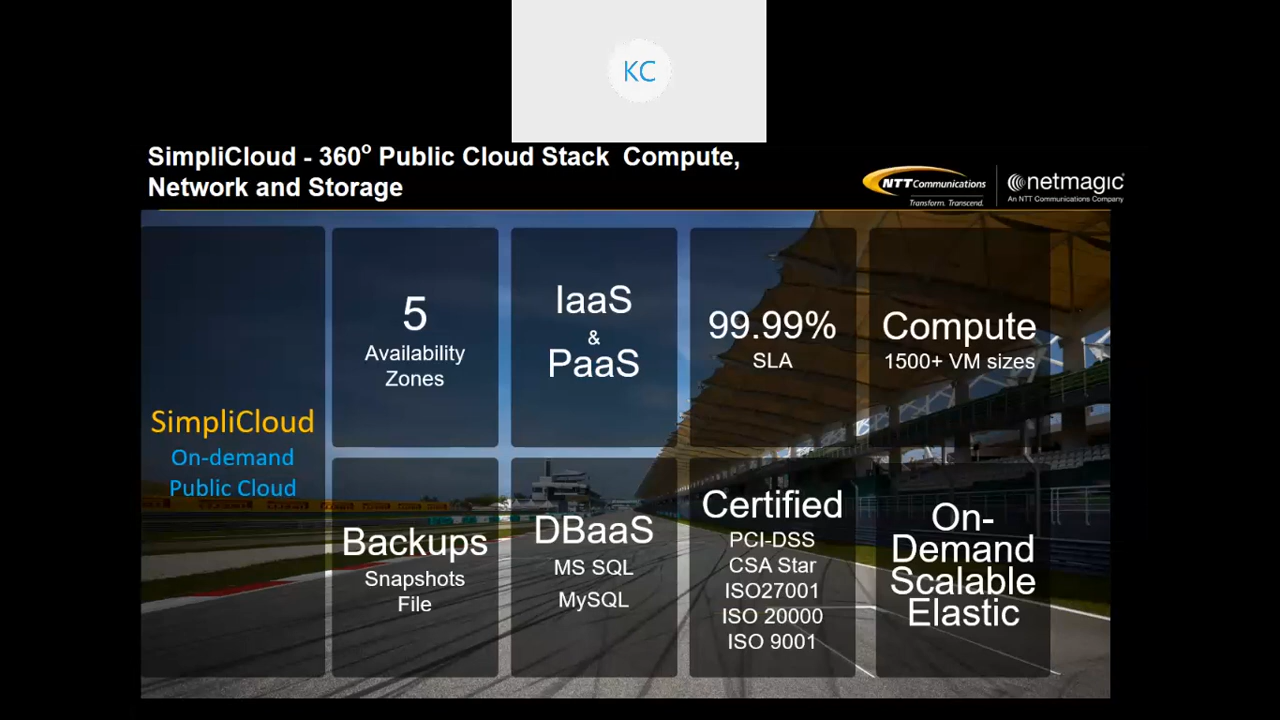 KC
SimpliCloud - 360° Public Cloud Stack  Compute,
Network and Storage
NTT Communications
Transform. Transcend.
netmagic
An NTT Communications Company
SimpliCloud
On-demand
Public Cloud
5
Availability
Zones
IaaS
&
PaaS
99.99%
SLA
Compute
1500+ VM sizes
Backups
Snapshots
File
DBaaS
MS SQL
MySQL
Certified
PCI-DSS
CSA Star
ISO27001
ISO 20000
ISO 9001
On-
Demand
Scalable
Elastic